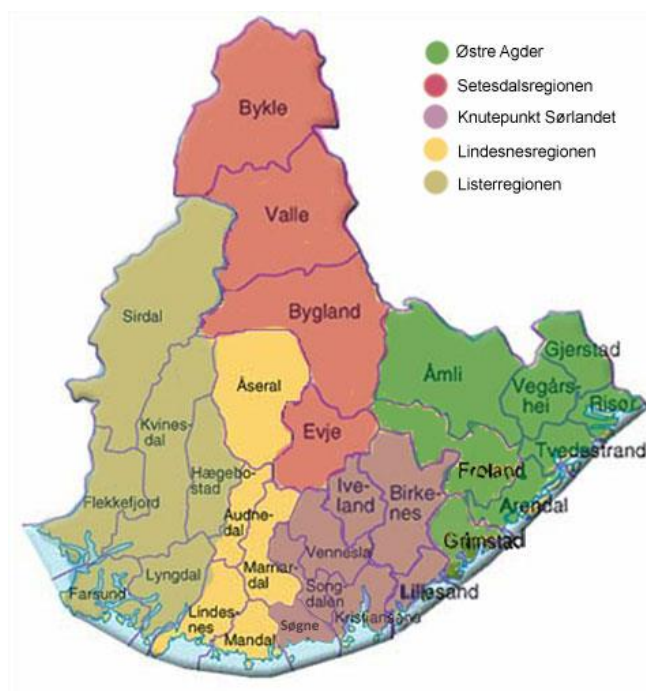 Østre Agder
Setesdalsregionen
Knutepunkt Sørlandet
Lindesnesregionen
Listerregionen
Bykle
Valle
Bygland
Sirdal
Åseral
Åmli
Gjerstad
Vegårs-
hei
Risør
Kvines-
dal
Evje
Tvedestrand
Hægebo-
stad
Froland
Ive-
land
Birke-
nes
Flekkefjord
Audne-
dal
Arendal
Grimstad
Vennesla
Marnar-
dal
Lyngdal
Farsund
Song-
dalen
Lillesand
Lindes-
nes
Kristiansand
Søgne
Mandal